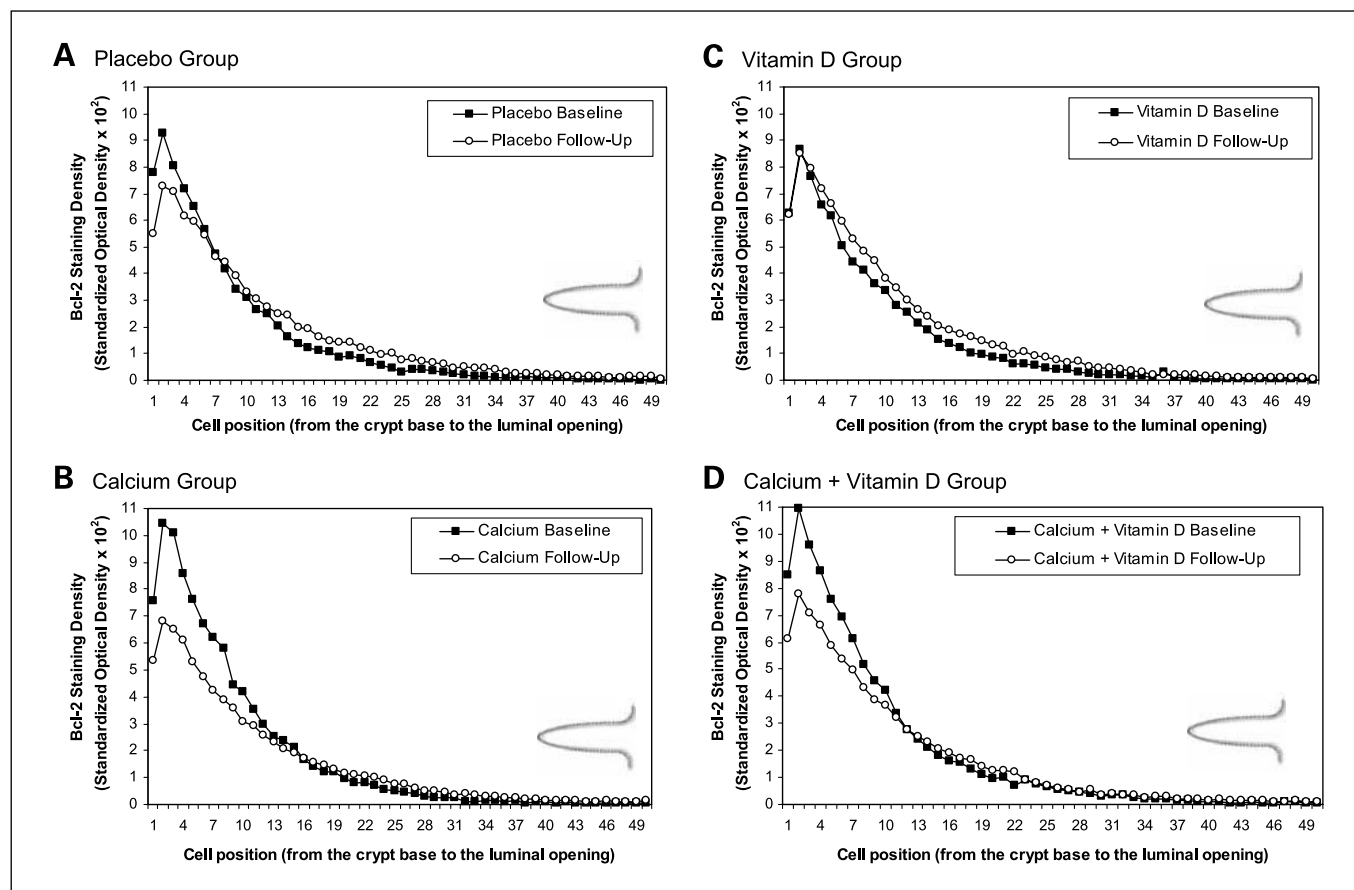 A Placebo Group
Bcl-2 Staining Density
(Standardized Optical Density x 10²)
11
10
9
8
7
6
5
4
3
2
1
0
Placebo Baseline
Placebo Follow-Up
1 4 7 10 13 16 19 22 25 28 31 34 37 40 43 46 49
Cell position (from the crypt base to the luminal opening)
C Vitamin D Group
Bcl-2 Staining Density
(Standardized Optical Density x 10²)
11
10
9
8
7
6
5
4
3
2
1
0
Vitamin D Baseline
Vitamin D Follow-Up
1 4 7 10 13 16 19 22 25 28 31 34 37 40 43 46 49
Cell position (from the crypt base to the luminal opening)
B Calcium Group
Bcl-2 Staining Density
(Standardized Optical Density x 10²)
11
10
9
8
7
6
5
4
3
2
1
0
Calcium Baseline
Calcium Follow-Up
1 4 7 10 13 16 19 22 25 28 31 34 37 40 43 46 49
Cell position (from the crypt base to the luminal opening)
D Calcium + Vitamin D Group
Bcl-2 Staining Density
(Standardized Optical Density x 10²)
11
10
9
8
7
6
5
4
3
2
1
0
Calcium + Vitamin D Baseline
Calcium + Vitamin D Follow-Up
1 4 7 10 13 16 19 22 25 28 31 34 37 40 43 46 49
Cell position (from the crypt base to the luminal opening)